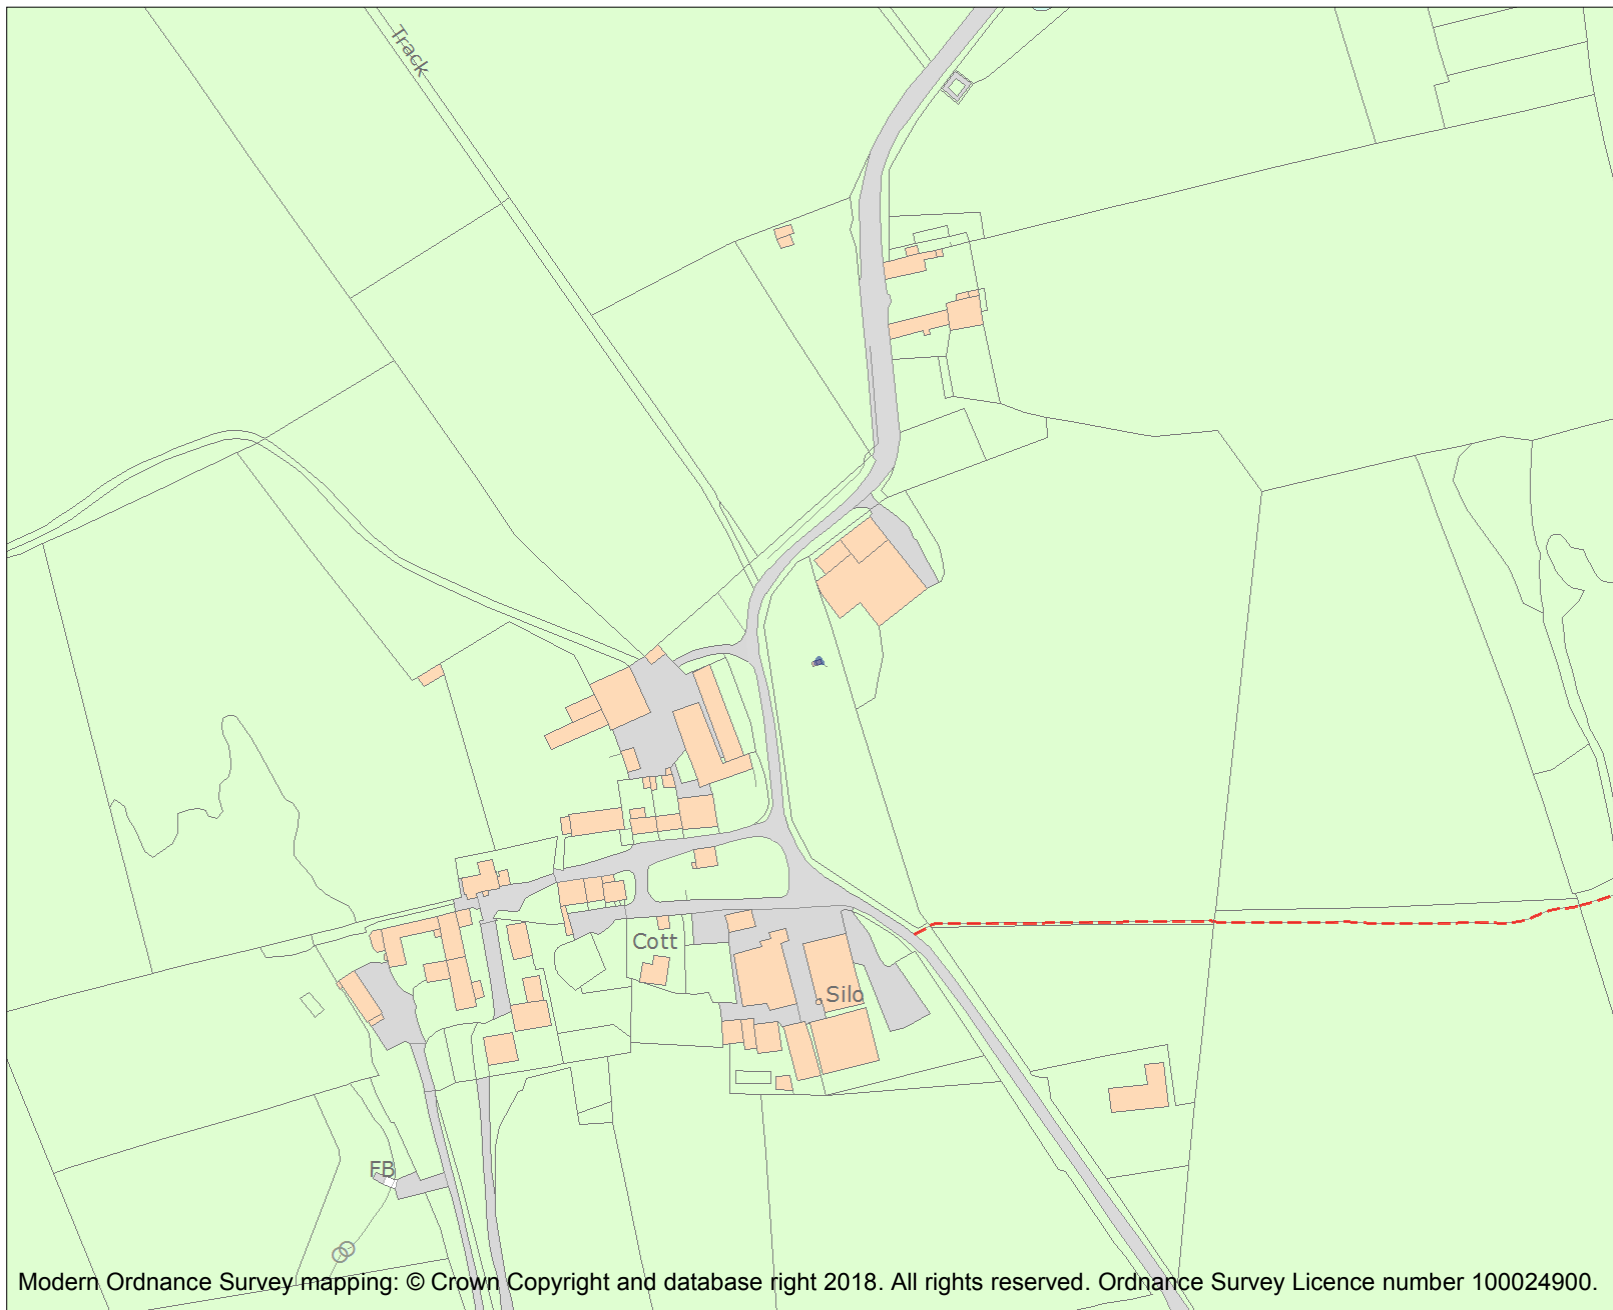 Track
Cott
Silo
FB
Modern Ordnance Survey mapping: © Crown Copyright and database right 2018. All rights reserved. Ordnance Survey Licence number 100024900.